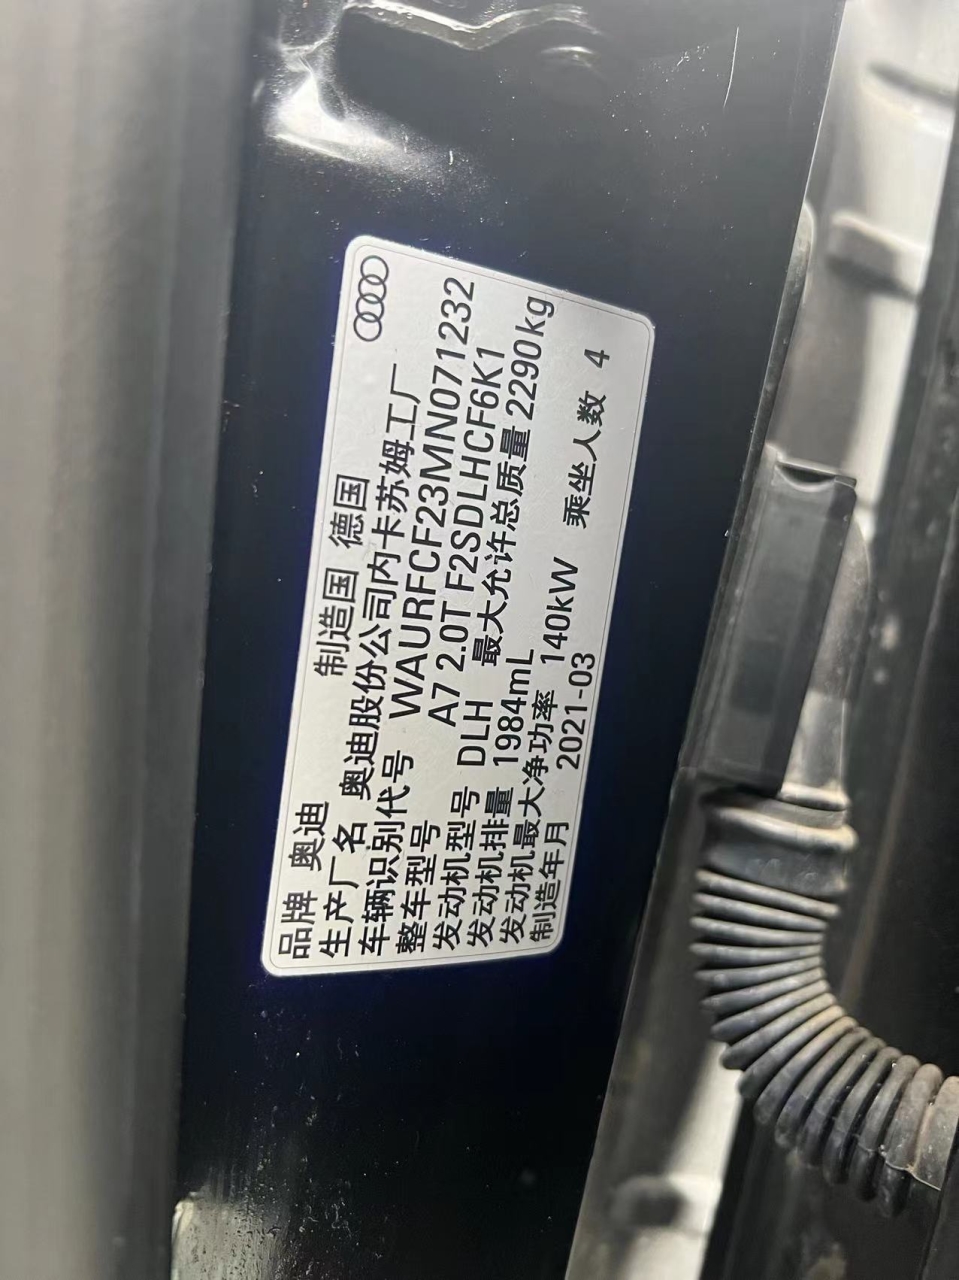 品牌 奥迪 制造国 德国
生产厂名 奥迪股份公司内卡苏姆工厂
车辆识别代号 WAURFCF23MN071232
整车型号 A7 2.0T F2SDLHCF6K1
发动机型号 DLH 最大允许总质量 2290kg
发动机排量 1984mL
发动机最大净功率 140kW 乘坐人数 4
制造年月 2021-03